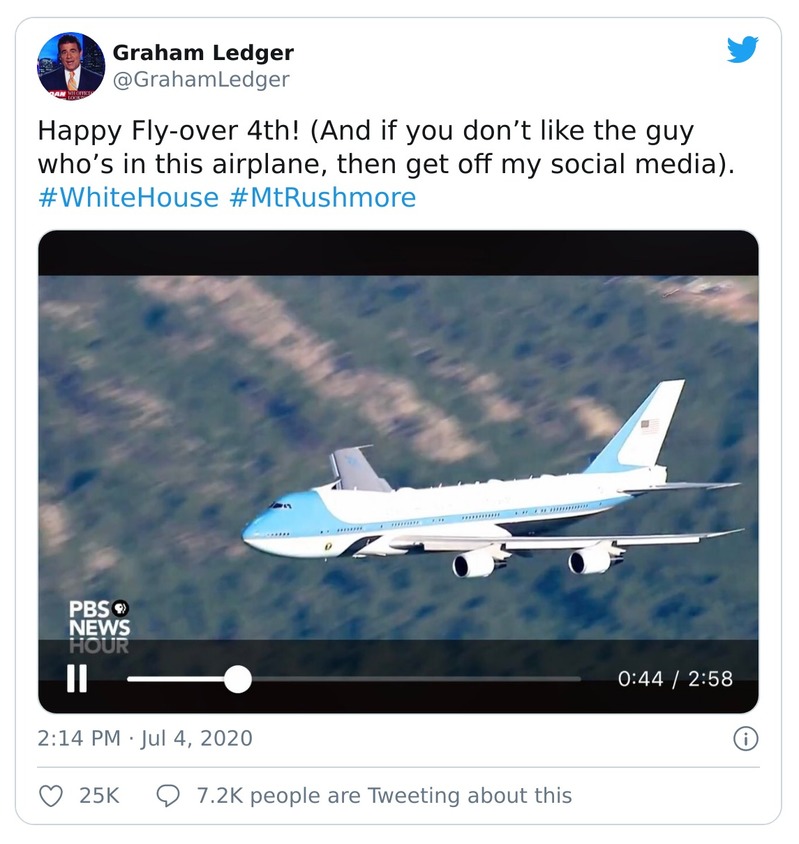 Graham Ledger
@GrahamLedger
Happy Fly-over 4th! (And if you don’t like the guy
who’s in this airplane, then get off my social media).
#WhiteHouse #MtRushmore
PBS
NEWS
HOUR
0:44 / 2:58
2:14 PM · Jul 4, 2020
25K
7.2K people are Tweeting about this